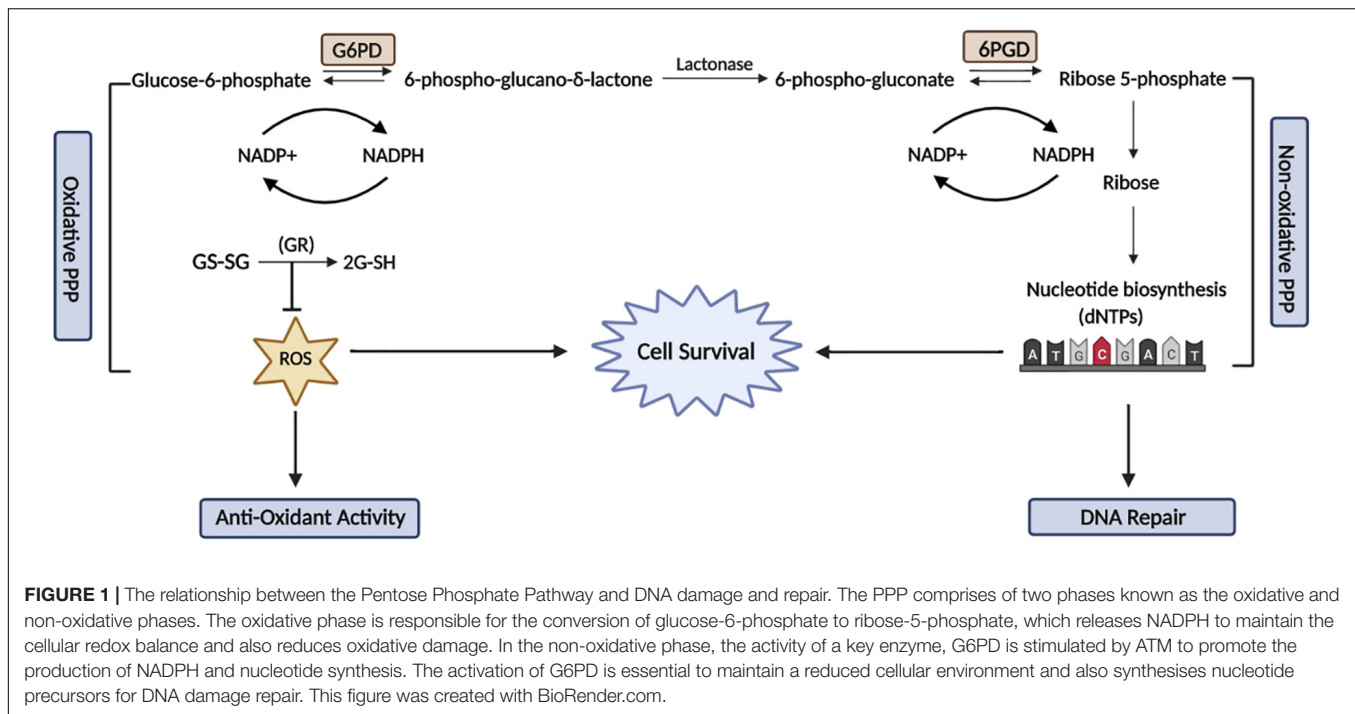 G6PD
6PGD
Glucose-6-phosphate
6-phospho-glucano-δ-lactone
Lactonase
6-phospho-gluconate
Ribose 5-phosphate
Oxidative PPP
Non-oxidative PPP
NADP+
NADPH
NADP+
NADPH
Ribose
(GR)
GS-SG
2G-SH
Nucleotide biosynthesis
(dNTPs)
ROS
Cell Survival
A T G C G A C T
Anti-Oxidant Activity
DNA Repair
FIGURE 1 | The relationship between the Pentose Phosphate Pathway and DNA damage and repair. The PPP comprises of two phases known as the oxidative and
non-oxidative phases. The oxidative phase is responsible for the conversion of glucose-6-phosphate to ribose-5-phosphate, which releases NADPH to maintain the
cellular redox balance and also reduces oxidative damage. In the non-oxidative phase, the activity of a key enzyme, G6PD is stimulated by ATM to promote the
production of NADPH and nucleotide synthesis. The activation of G6PD is essential to maintain a reduced cellular environment and also synthesises nucleotide
precursors for DNA damage repair. This figure was created with BioRender.com.